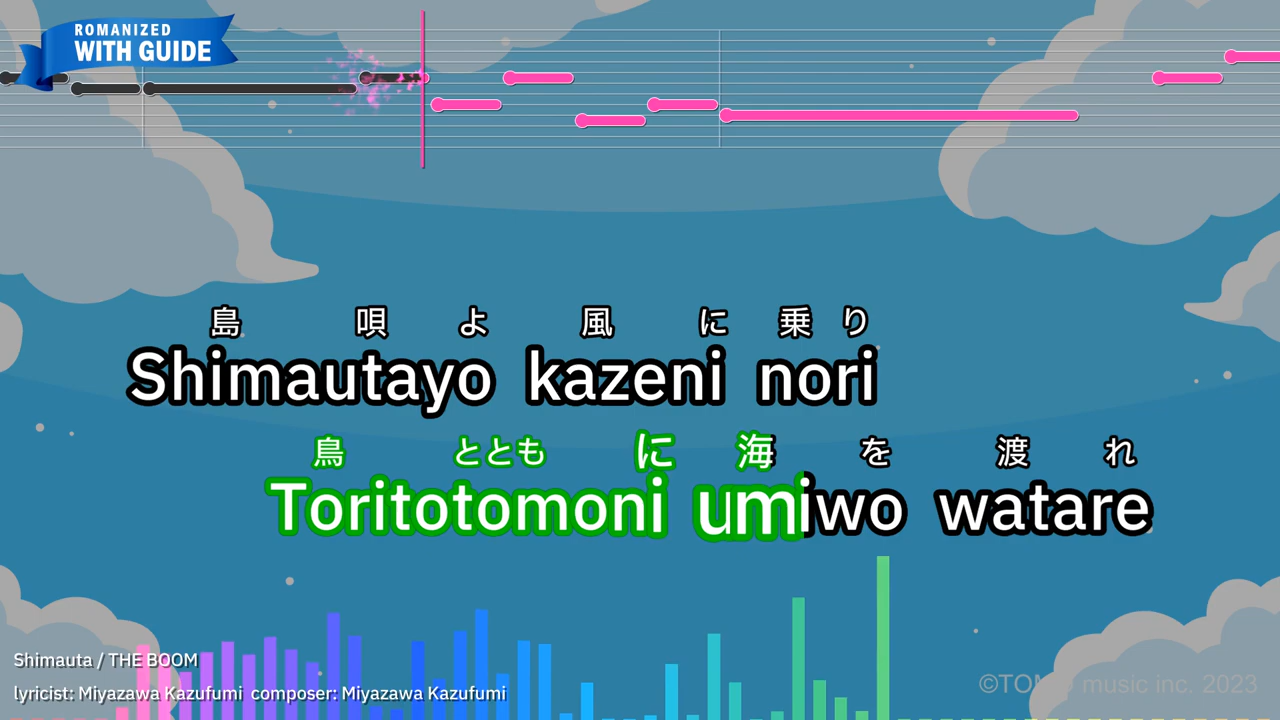 ROMANIZED
WITH GUIDE
島 唄 よ 風 に 乗 り
Shimautayo kazeni nori
鳥 ととも に 海 を 渡 れ
Toritotomoni umiwo watare
Shimauta / THE BOOM
lyricist: Miyazawa Kazufumi composer: Miyazawa Kazufumi
music inc. 2023